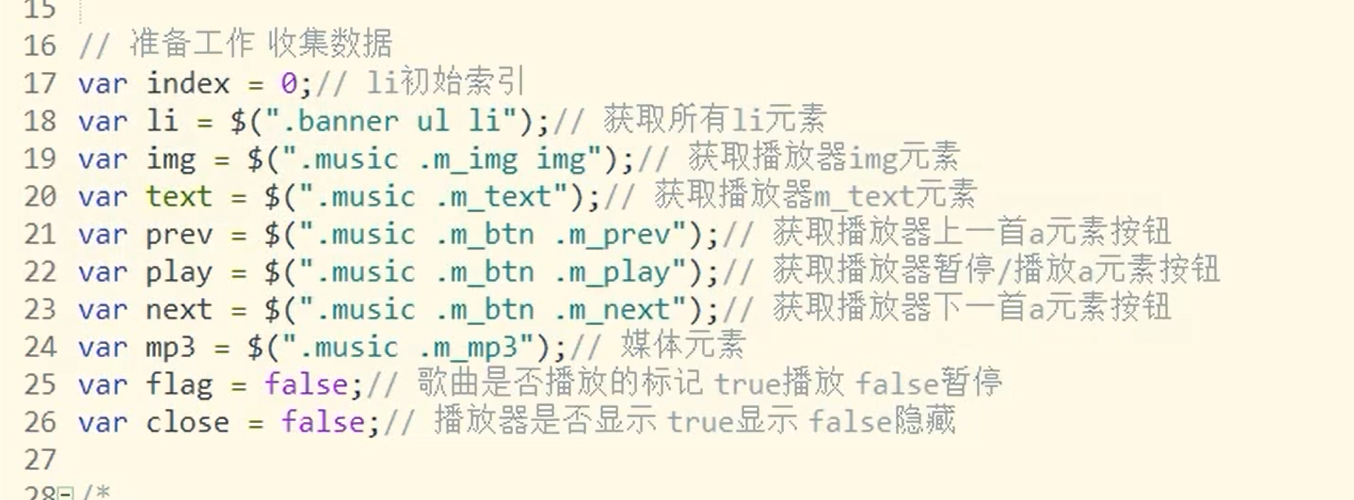 15
16 // 准备工作 收集数据
17 var index = 0;// li初始索引
18 var li = $(".banner ul li");// 获取所有li元素
19 var img = $(".music .m_img img");// 获取播放器img元素
20 var text = $(".music .m_text");// 获取播放器m_text元素
21 var prev = $(".music .m_btn .m_prev");// 获取播放器上一首a元素按钮
22 var play = $(".music .m_btn .m_play");// 获取播放器暂停/播放a元素按钮
23 var next = $(".music .m_btn .m_next");// 获取播放器下一首a元素按钮
24 var mp3 = $(".music .m_mp3");// 媒体元素
25 var flag = false;// 歌曲是否播放的标记 true播放 false暂停
26 var close = false;// 播放器是否显示 true显示 false隐藏
27
28 /*